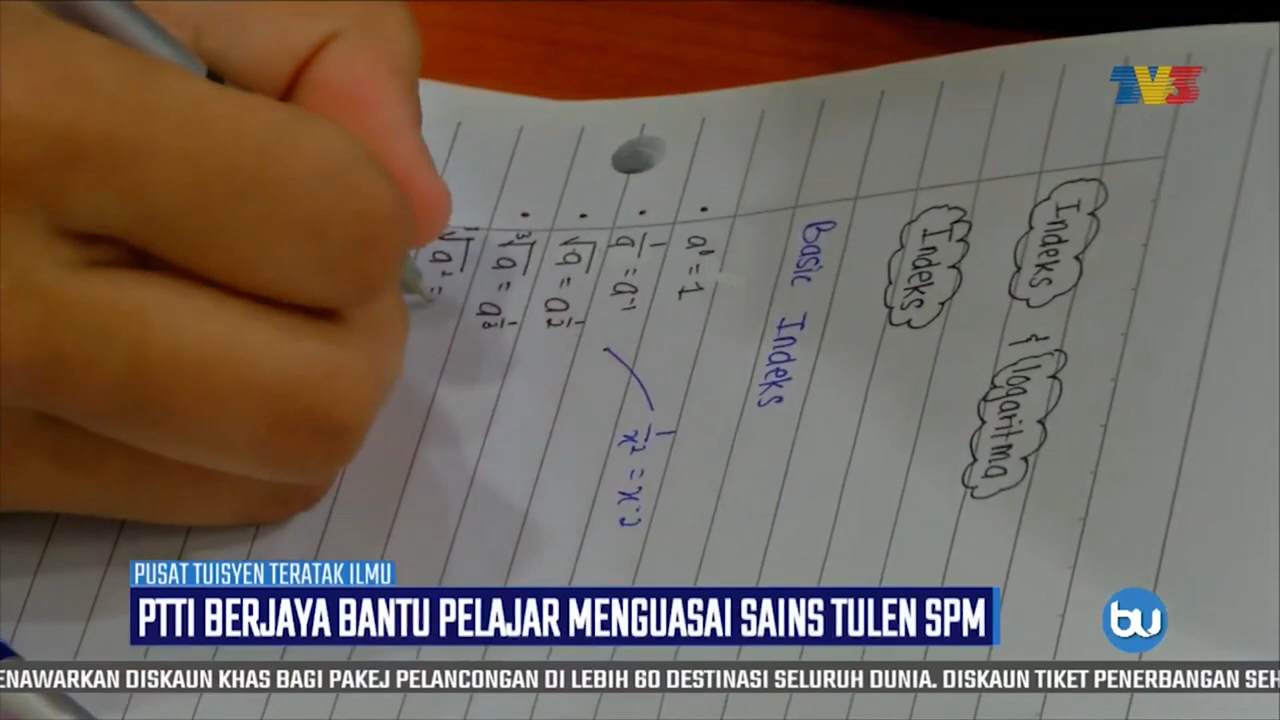 TV3
Indeks & logaritma
Indeks
Basic Indeks
• a¹ = 1
• 1/a = a⁻¹
1/x² = x⁻²
• √a = a^1/2
• ³√a = a^1/3
√a² =
PUSAT TUISYEN TERATAK ILMU
PTTI BERJAYA BANTU PELAJAR MENGUASAI SAINS TULEN SPM
bu
ENAWARKAN DISKAUN KHAS BAGI PAKEJ PELANCONGAN DI LEBIH 60 DESTINASI SELURUH DUNIA. DISKAUN TIKET PENERBANGAN SEH